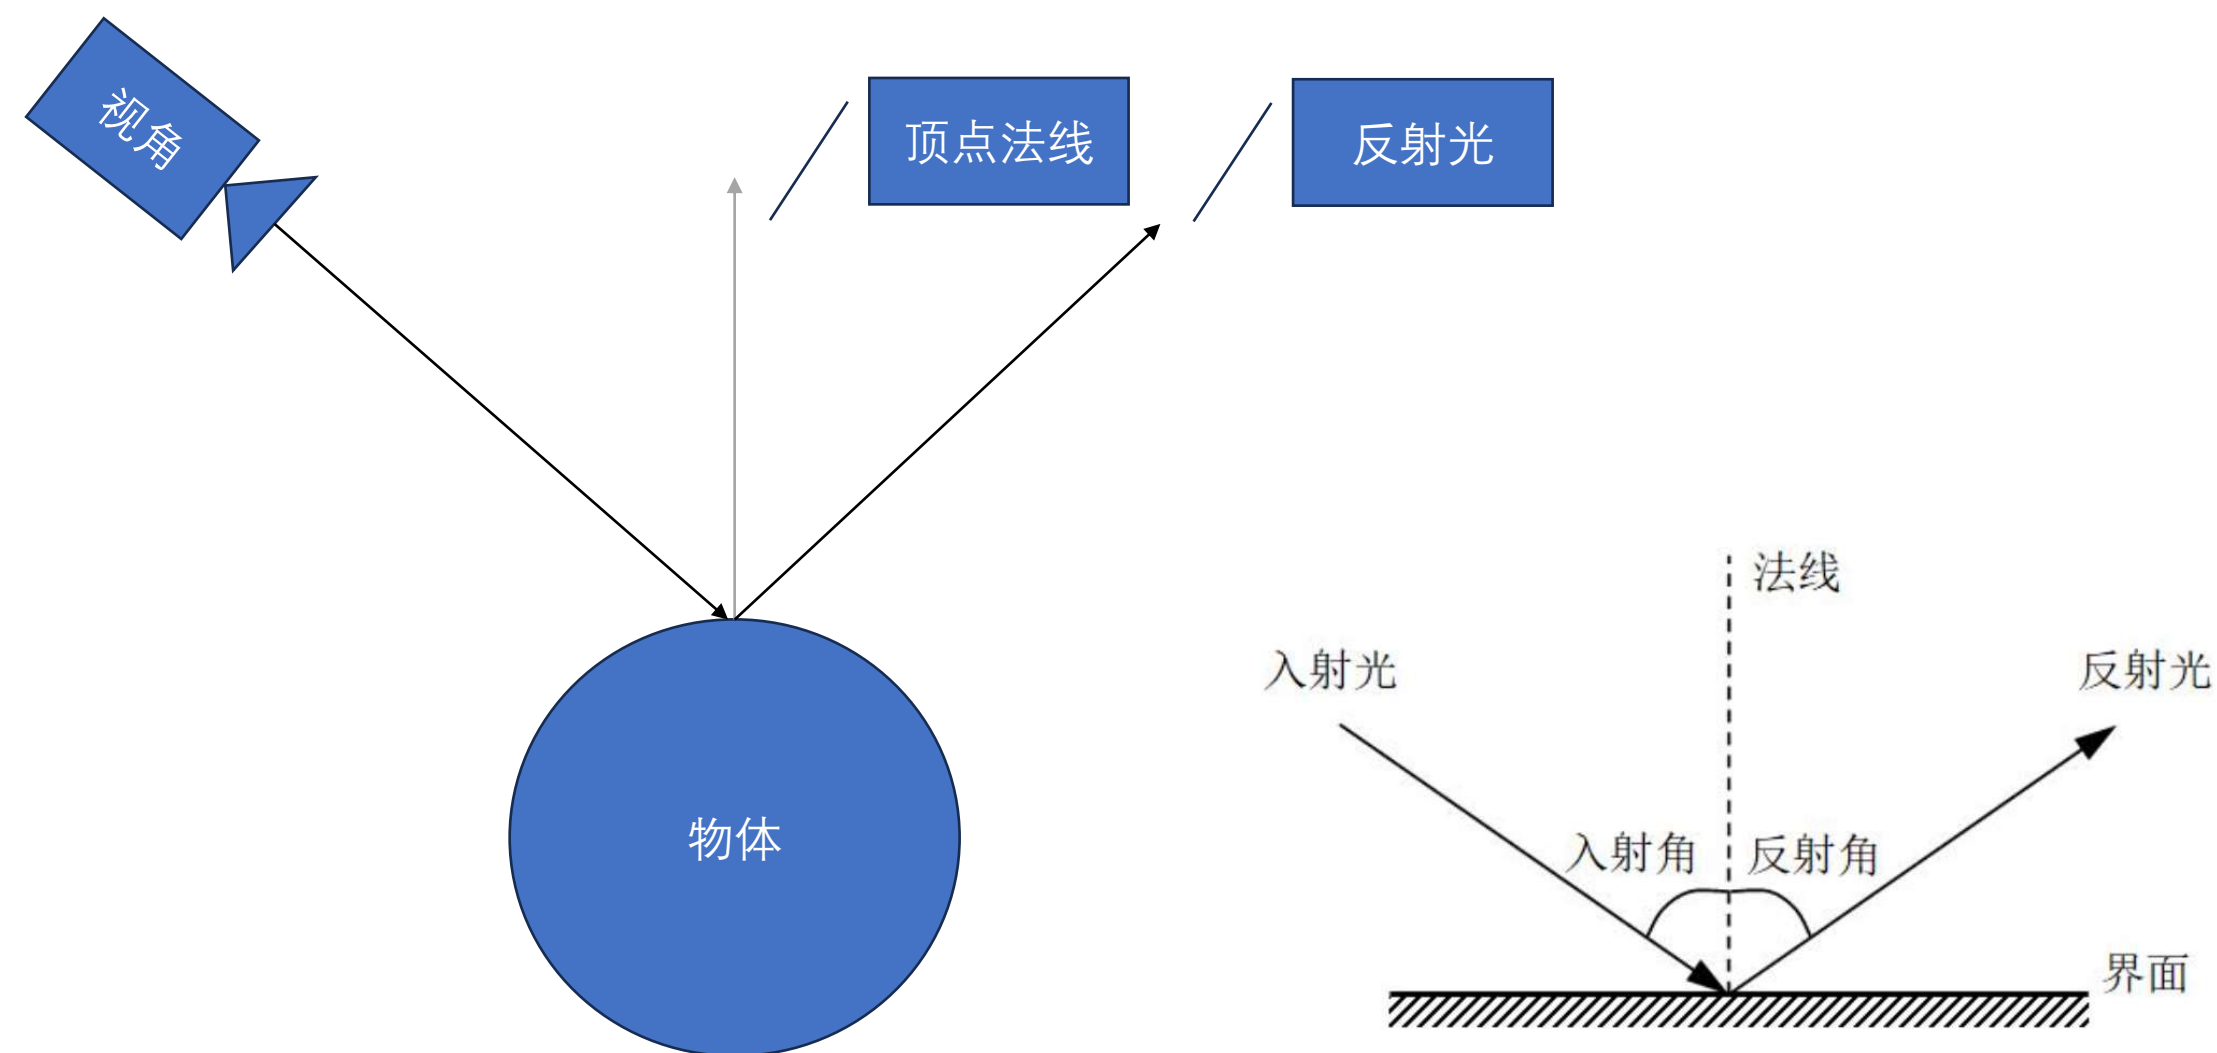 视角
顶点法线
反射光
物体
法线
入射光
反射光
入射角
反射角
界面